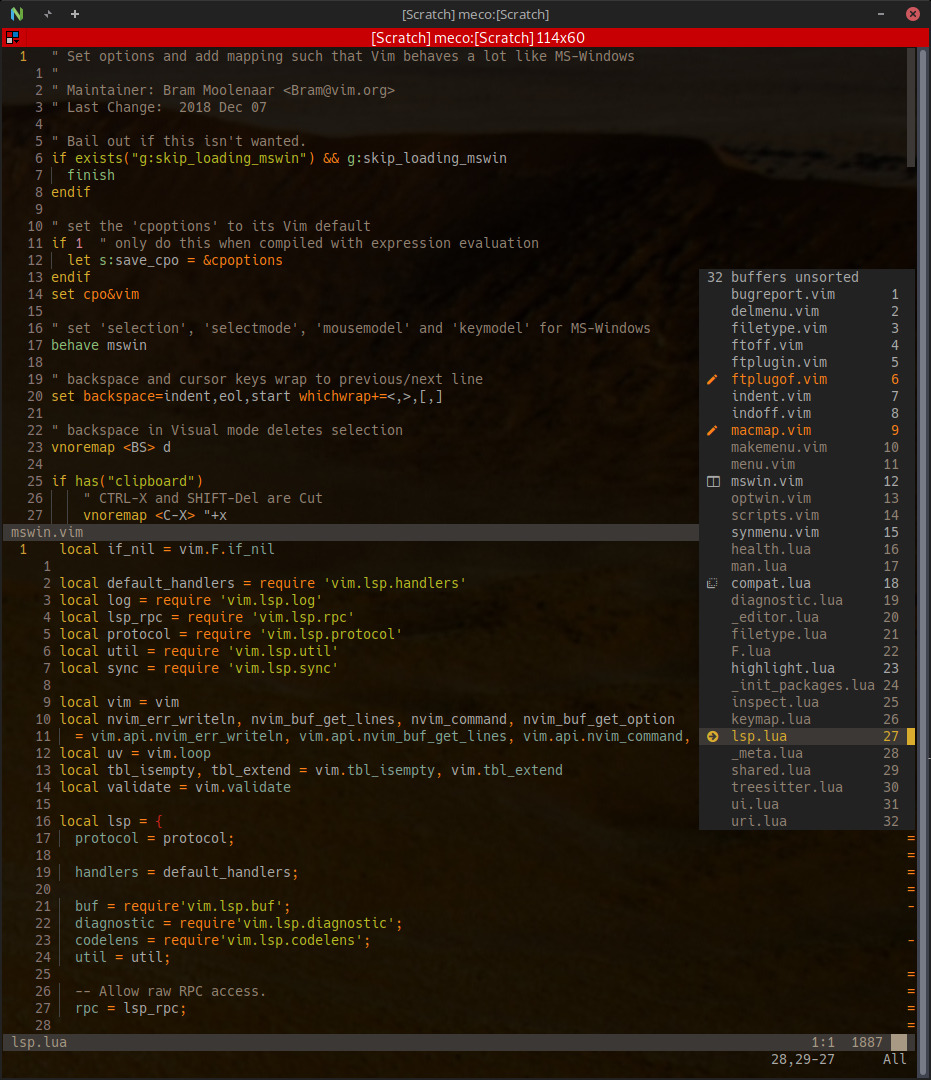 [Scratch] meco:[Scratch]
[Scratch] meco:[Scratch] 114x60
1 " Set options and add mapping such that Vim behaves a lot like MS-Windows
1 "
2 " Maintainer: Bram Moolenaar <Bram@vim.org>
3 " Last Change:  2018 Dec 07
4
5 " Bail out if this isn't wanted.
6 if exists("g:skip_loading_mswin") && g:skip_loading_mswin
7   finish
8 endif
9
10 " set the 'cpoptions' to its Vim default
11 if 1  " only do this when compiled with expression evaluation
12   let s:save_cpo = &cpoptions
13 endif
14 set cpo&vim
15
16 " set 'selection', 'selectmode', 'mousemodel' and 'keymodel' for MS-Windows
17 behave mswin
18
19 " backspace and cursor keys wrap to previous/next line
20 set backspace=indent,eol,start whichwrap+=<,>,[,]
21
22 " backspace in Visual mode deletes selection
23 vnoremap <BS> d
24
25 if has("clipboard")
26     " CTRL-X and SHIFT-Del are Cut
27     vnoremap <C-X> "+x
mswin.vim
1 local if_nil = vim.F.if_nil
1
2 local default_handlers = require 'vim.lsp.handlers'
3 local log = require 'vim.lsp.log'
4 local lsp_rpc = require 'vim.lsp.rpc'
5 local protocol = require 'vim.lsp.protocol'
6 local util = require 'vim.lsp.util'
7 local sync = require 'vim.lsp.sync'
8
9 local vim = vim
10 local nvim_err_writeln, nvim_buf_get_lines, nvim_command, nvim_buf_get_option
11   = vim.api.nvim_err_writeln, vim.api.nvim_buf_get_lines, vim.api.nvim_command,
12 local uv = vim.loop
13 local tbl_isempty, tbl_extend = vim.tbl_isempty, vim.tbl_extend
14 local validate = vim.validate
15
16 local lsp = {
17   protocol = protocol;
18
19   handlers = default_handlers;
20
21   buf = require'vim.lsp.buf';
22   diagnostic = require'vim.lsp.diagnostic';
23   codelens = require'vim.lsp.codelens';
24   util = util;
25
26   -- Allow raw RPC access.
27   rpc = lsp_rpc;
28
lsp.lua 1:1 1887
28,29-27 All
32 buffers unsorted
bugreport.vim 1
delmenu.vim 2
filetype.vim 3
ftoff.vim 4
ftplugin.vim 5
ftplugof.vim 6
indent.vim 7
indoff.vim 8
macmap.vim 9
makemenu.vim 10
menu.vim 11
mswin.vim 12
optwin.vim 13
scripts.vim 14
synmenu.vim 15
health.lua 16
man.lua 17
compat.lua 18
diagnostic.lua 19
_editor.lua 20
filetype.lua 21
F.lua 22
highlight.lua 23
_init_packages.lua 24
inspect.lua 25
keymap.lua 26
lsp.lua 27
_meta.lua 28
shared.lua 29
treesitter.lua 30
ui.lua 31
uri.lua 32